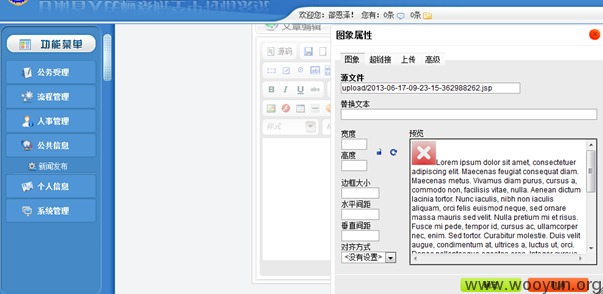 欢迎您: 邵恩泽! 您有: 0条 0条
功能菜单
公务受理
流程管理
人事管理
公共信息
新闻发布
个人信息
系统管理
文章编辑
源码
B I U
图象属性
图象 超链接 上传 高级
源文件
upload/2013-06-17-09-23-15-362988262.jsp
替换文本
宽度
高度
边框大小
水平间距
垂直间距
对齐方式
<没有设置>
预览
Lorem ipsum dolor sit amet, consectetuer
adipiscing elit. Maecenas feugiat consequat diam.
Maecenas metus. Vivamus diam purus, cursus a,
commodo non, facilisis vitae, nulla. Aenean dictum
lacinia tortor. Nunc iaculis, nibh non iaculis
aliquam, orci felis euismod neque, sed ornare
massa mauris sed velit. Nulla pretium mi et risus.
Fusce mi pede, tempor id, cursus ac, ullamcorper
nec, enim. Sed tortor. Curabitur molestie. Duis velit
augue, condimentum at, ultrices a, luctus ut, orci.
www.wooyun.org